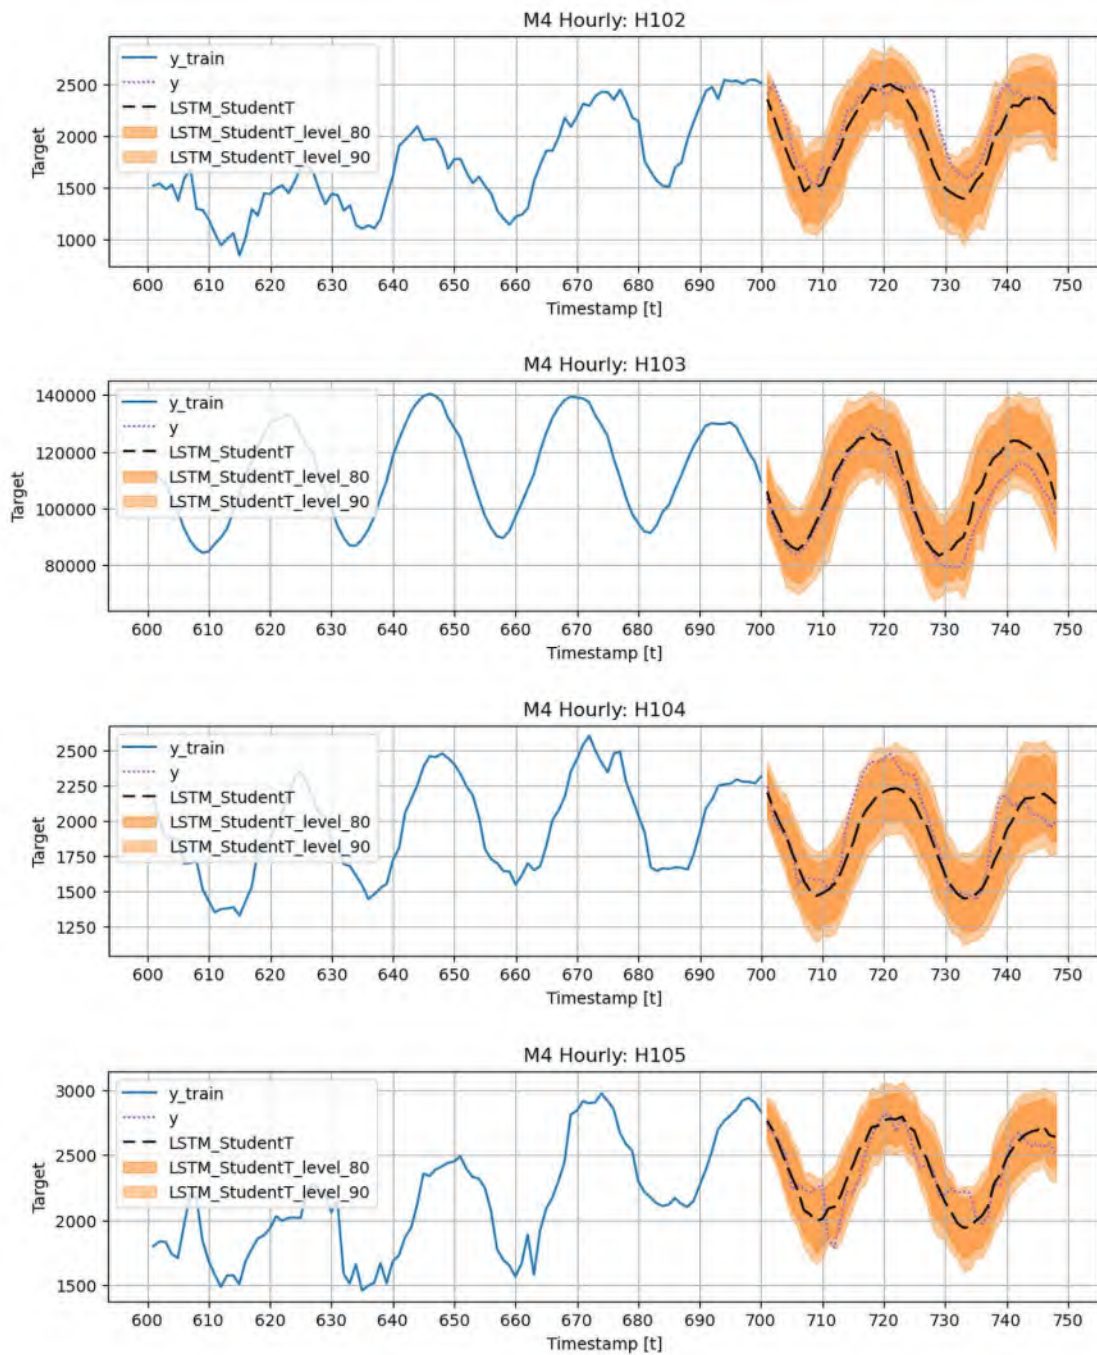 M4 Hourly: H102
2500
2000
1500
1000
Target
y_train
y
LSTM_StudentT
LSTM_StudentT_level_80
LSTM_StudentT_level_90
600 610 620 630 640 650 660 670 680 690 700 710 720 730 740 750
Timestamp [t]
M4 Hourly: H103
140000
120000
100000
80000
Target
y_train
y
LSTM_StudentT
LSTM_StudentT_level_80
LSTM_StudentT_level_90
600 610 620 630 640 650 660 670 680 690 700 710 720 730 740 750
Timestamp [t]
M4 Hourly: H104
2500
2250
2000
1750
1500
1250
Target
y_train
y
LSTM_StudentT
LSTM_StudentT_level_80
LSTM_StudentT_level_90
600 610 620 630 640 650 660 670 680 690 700 710 720 730 740 750
Timestamp [t]
M4 Hourly: H105
3000
2500
2000
1500
Target
y_train
y
LSTM_StudentT
LSTM_StudentT_level_80
LSTM_StudentT_level_90
600 610 620 630 640 650 660 670 680 690 700 710 720 730 740 750
Timestamp [t]